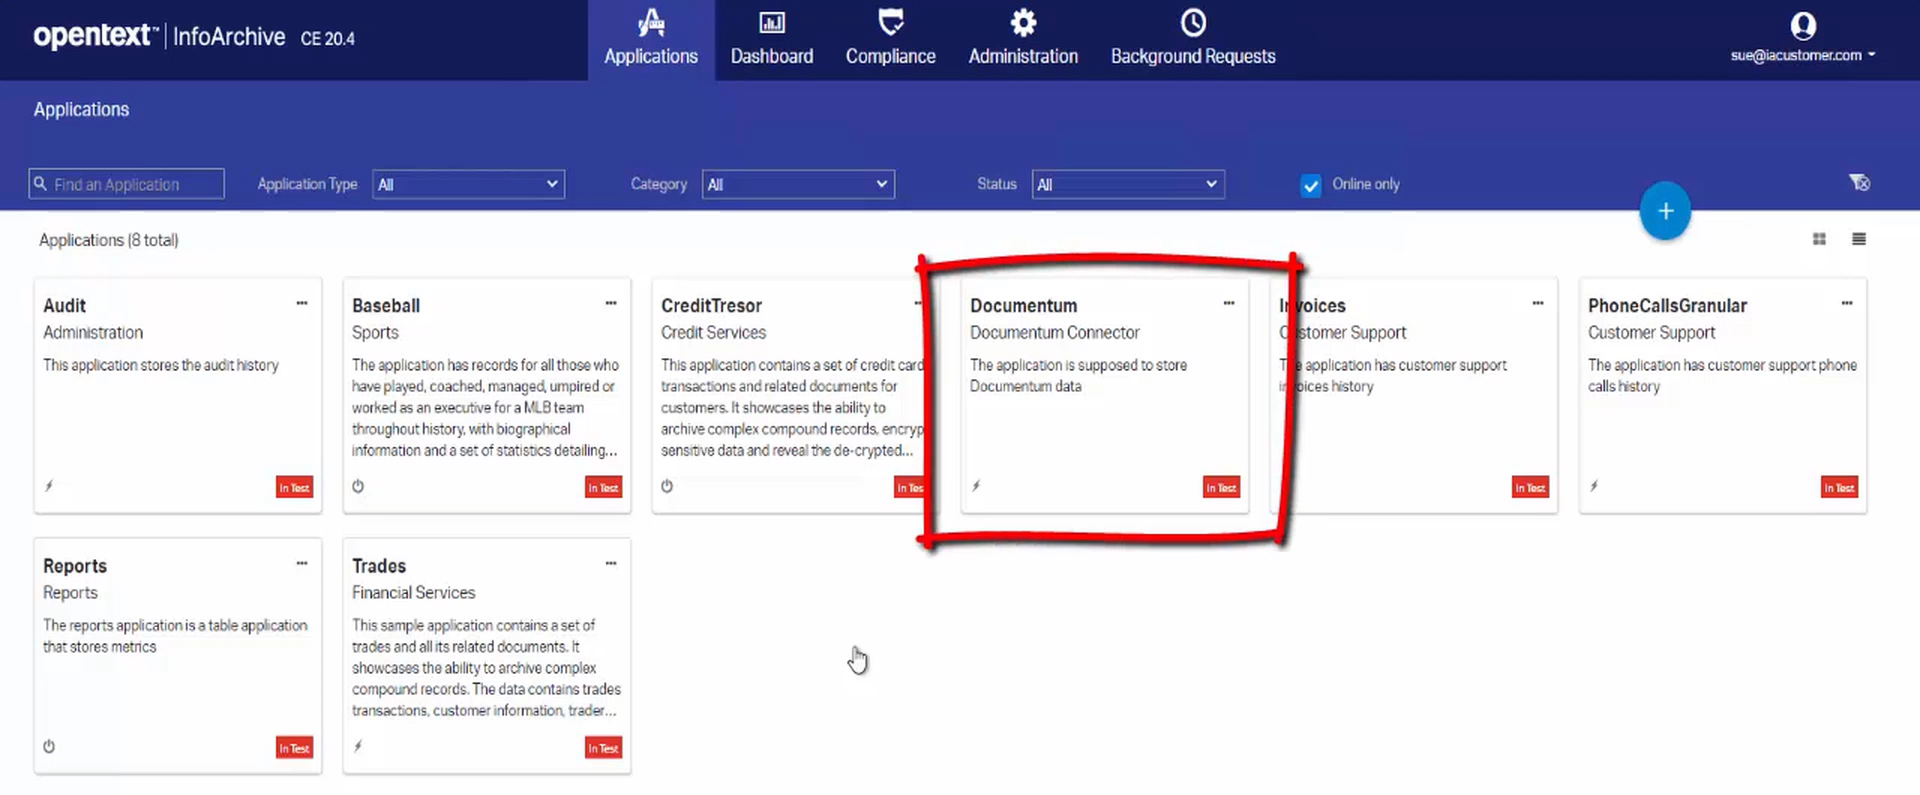 opentext™ | InfoArchive CE 20.4
Applications
Dashboard
Compliance
Administration
Background Requests
sue@iacustomer.com
Applications
Find an Application
Application Type
All
Category
All
Status
All
Online only
+
Applications (8 total)
Audit
Administration
This application stores the audit history
In Test
Baseball
Sports
The application has records for all those who
have played, coached, managed, umpired or
worked as an executive for a MLB team
throughout history, with biographical
information and a set of statistics detailing...
In Test
CreditTresor
Credit Services
This application contains a set of credit card
transactions and related documents for
customers. It showcases the ability to
archive complex compound records, encryp
sensitive data and reveal the de-crypted...
In Tes
Documentum
Documentum Connector
The application is supposed to store
Documentum data
In Test
Invoices
Customer Support
The application has customer support
invoices history
In Test
PhoneCallsGranular
Customer Support
The application has customer support phone
calls history
In Test
Reports
Reports
The reports application is a table application
that stores metrics
In Test
Trades
Financial Services
This sample application contains a set of
trades and all its related documents. It
showcases the ability to archive complex
compound records. The data contains trades
transactions, customer information, trader...
In Test